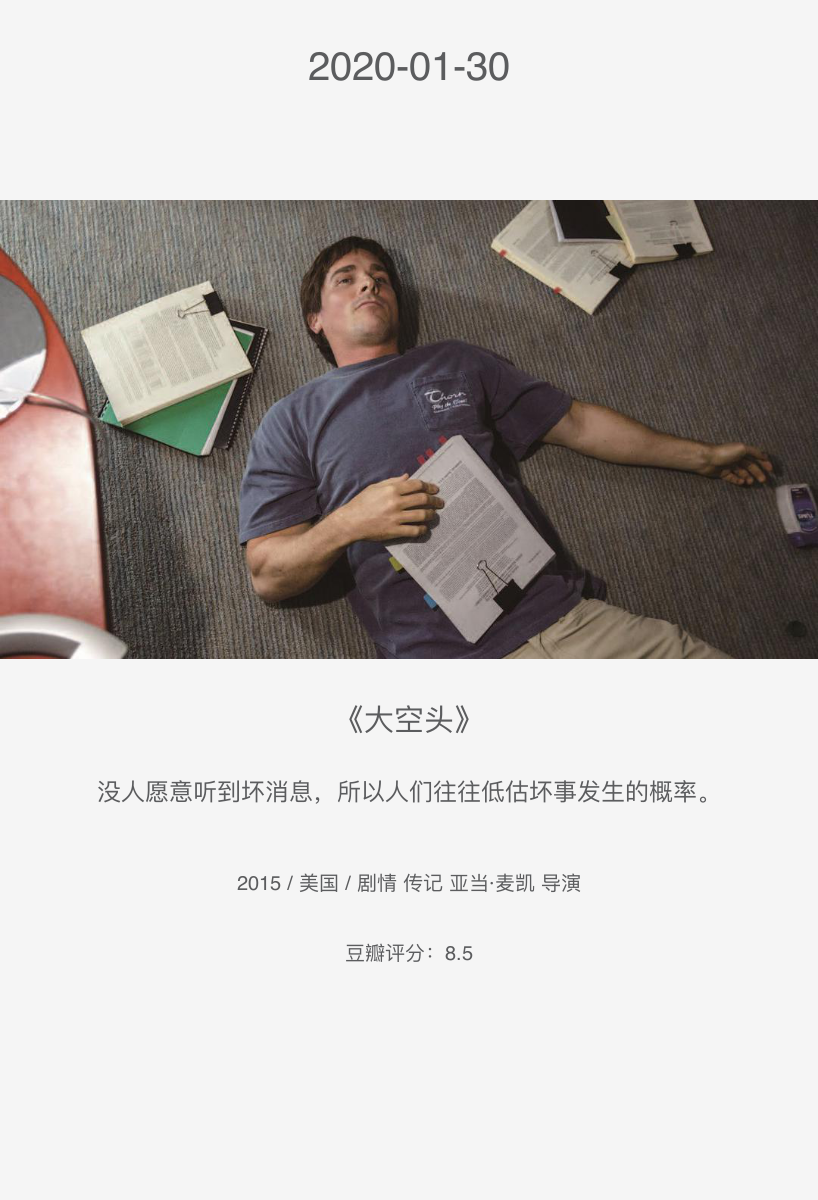 2020-01-30
Thorn
《大空头》
没人愿意听到坏消息，所以人们往往低估坏事发生的概率。
2015 / 美国 / 剧情 传记 亚当·麦凯 导演
豆瓣评分：8.5